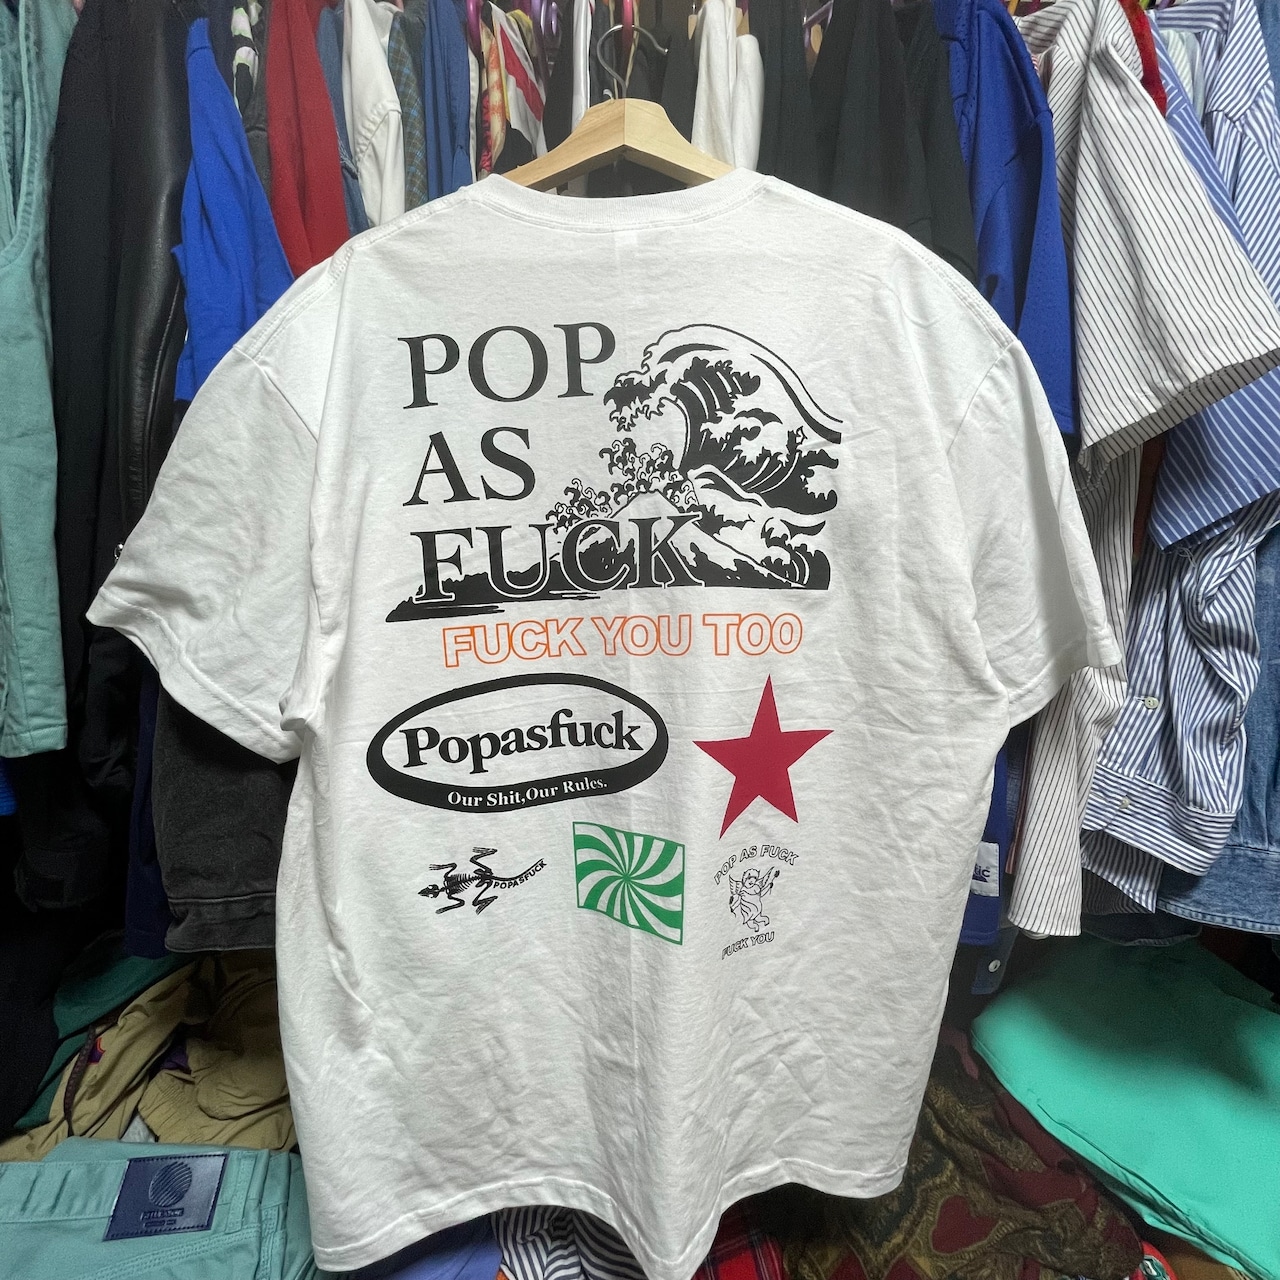 POP
AS
FUCK
FUCK YOU TOO
Popasfuck
Our Shit,Our Rules.
POPASFUCK
POP AS FUCK
FUCK YOU